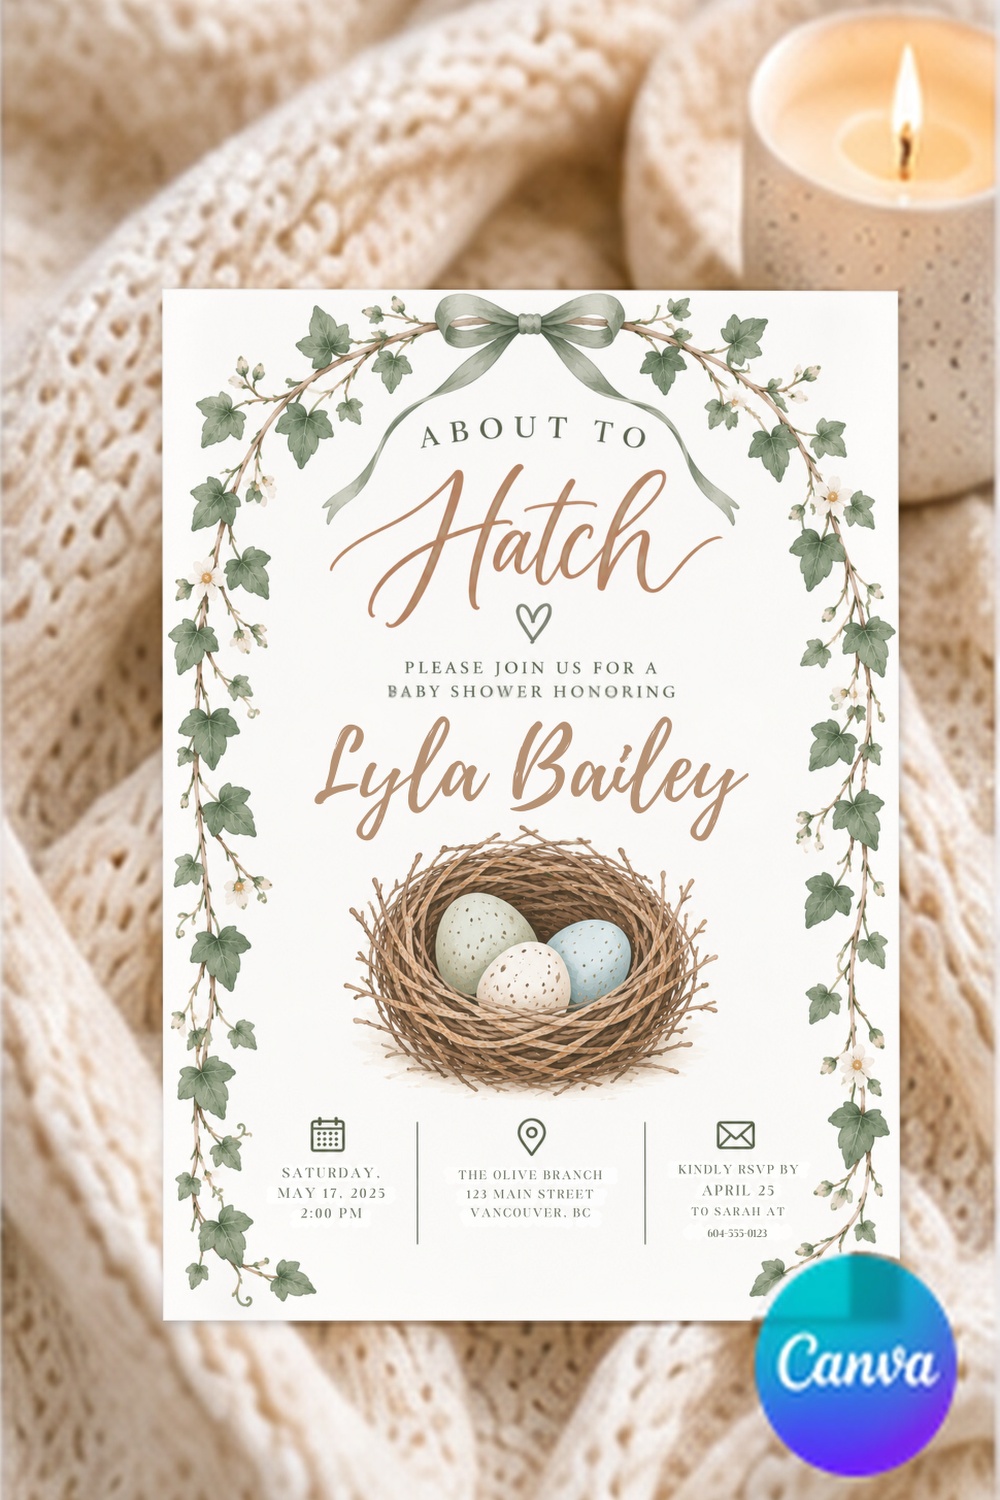 ABOUT TO
Hatch
PLEASE JOIN US FOR A
BABY SHOWER HONORING
Lyla Bailey
SATURDAY,
MAY 17, 2025
2:00 PM
THE OLIVE BRANCH
123 MAIN STREET
VANCOUVER, BC
KINDLY RSVP BY
APRIL 25
TO SARAH AT
604-555-0123
Canva